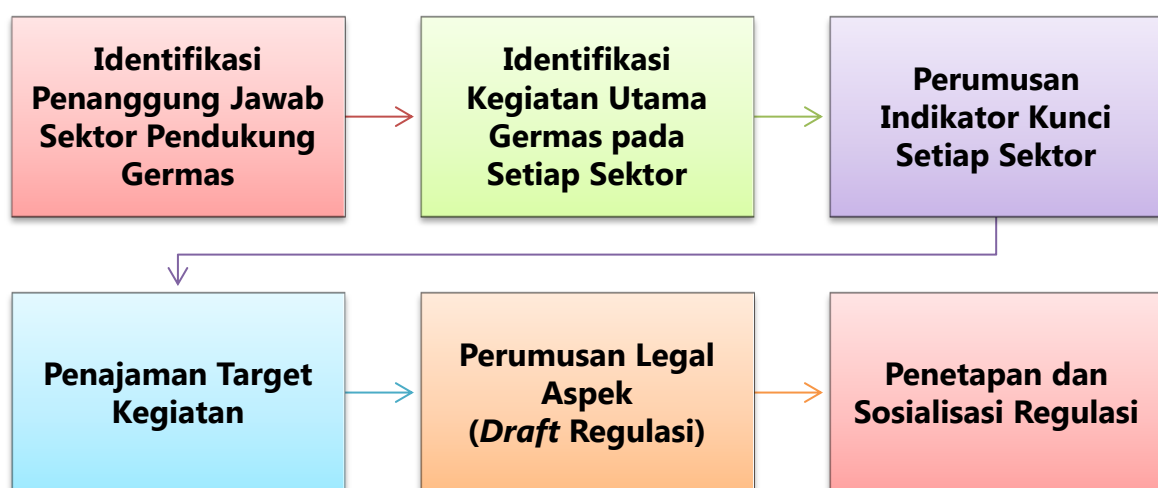 Identifikasi
Penanggung Jawab
Sektor Pendukung
Germas
Identifikasi
Kegiatan Utama
Germas pada
Setiap Sektor
Perumusan
Indikator Kunci
Setiap Sektor
Penajaman Target
Kegiatan
Perumusan Legal
Aspek
(Draft Regulasi)
Penetapan dan
Sosialisasi Regulasi